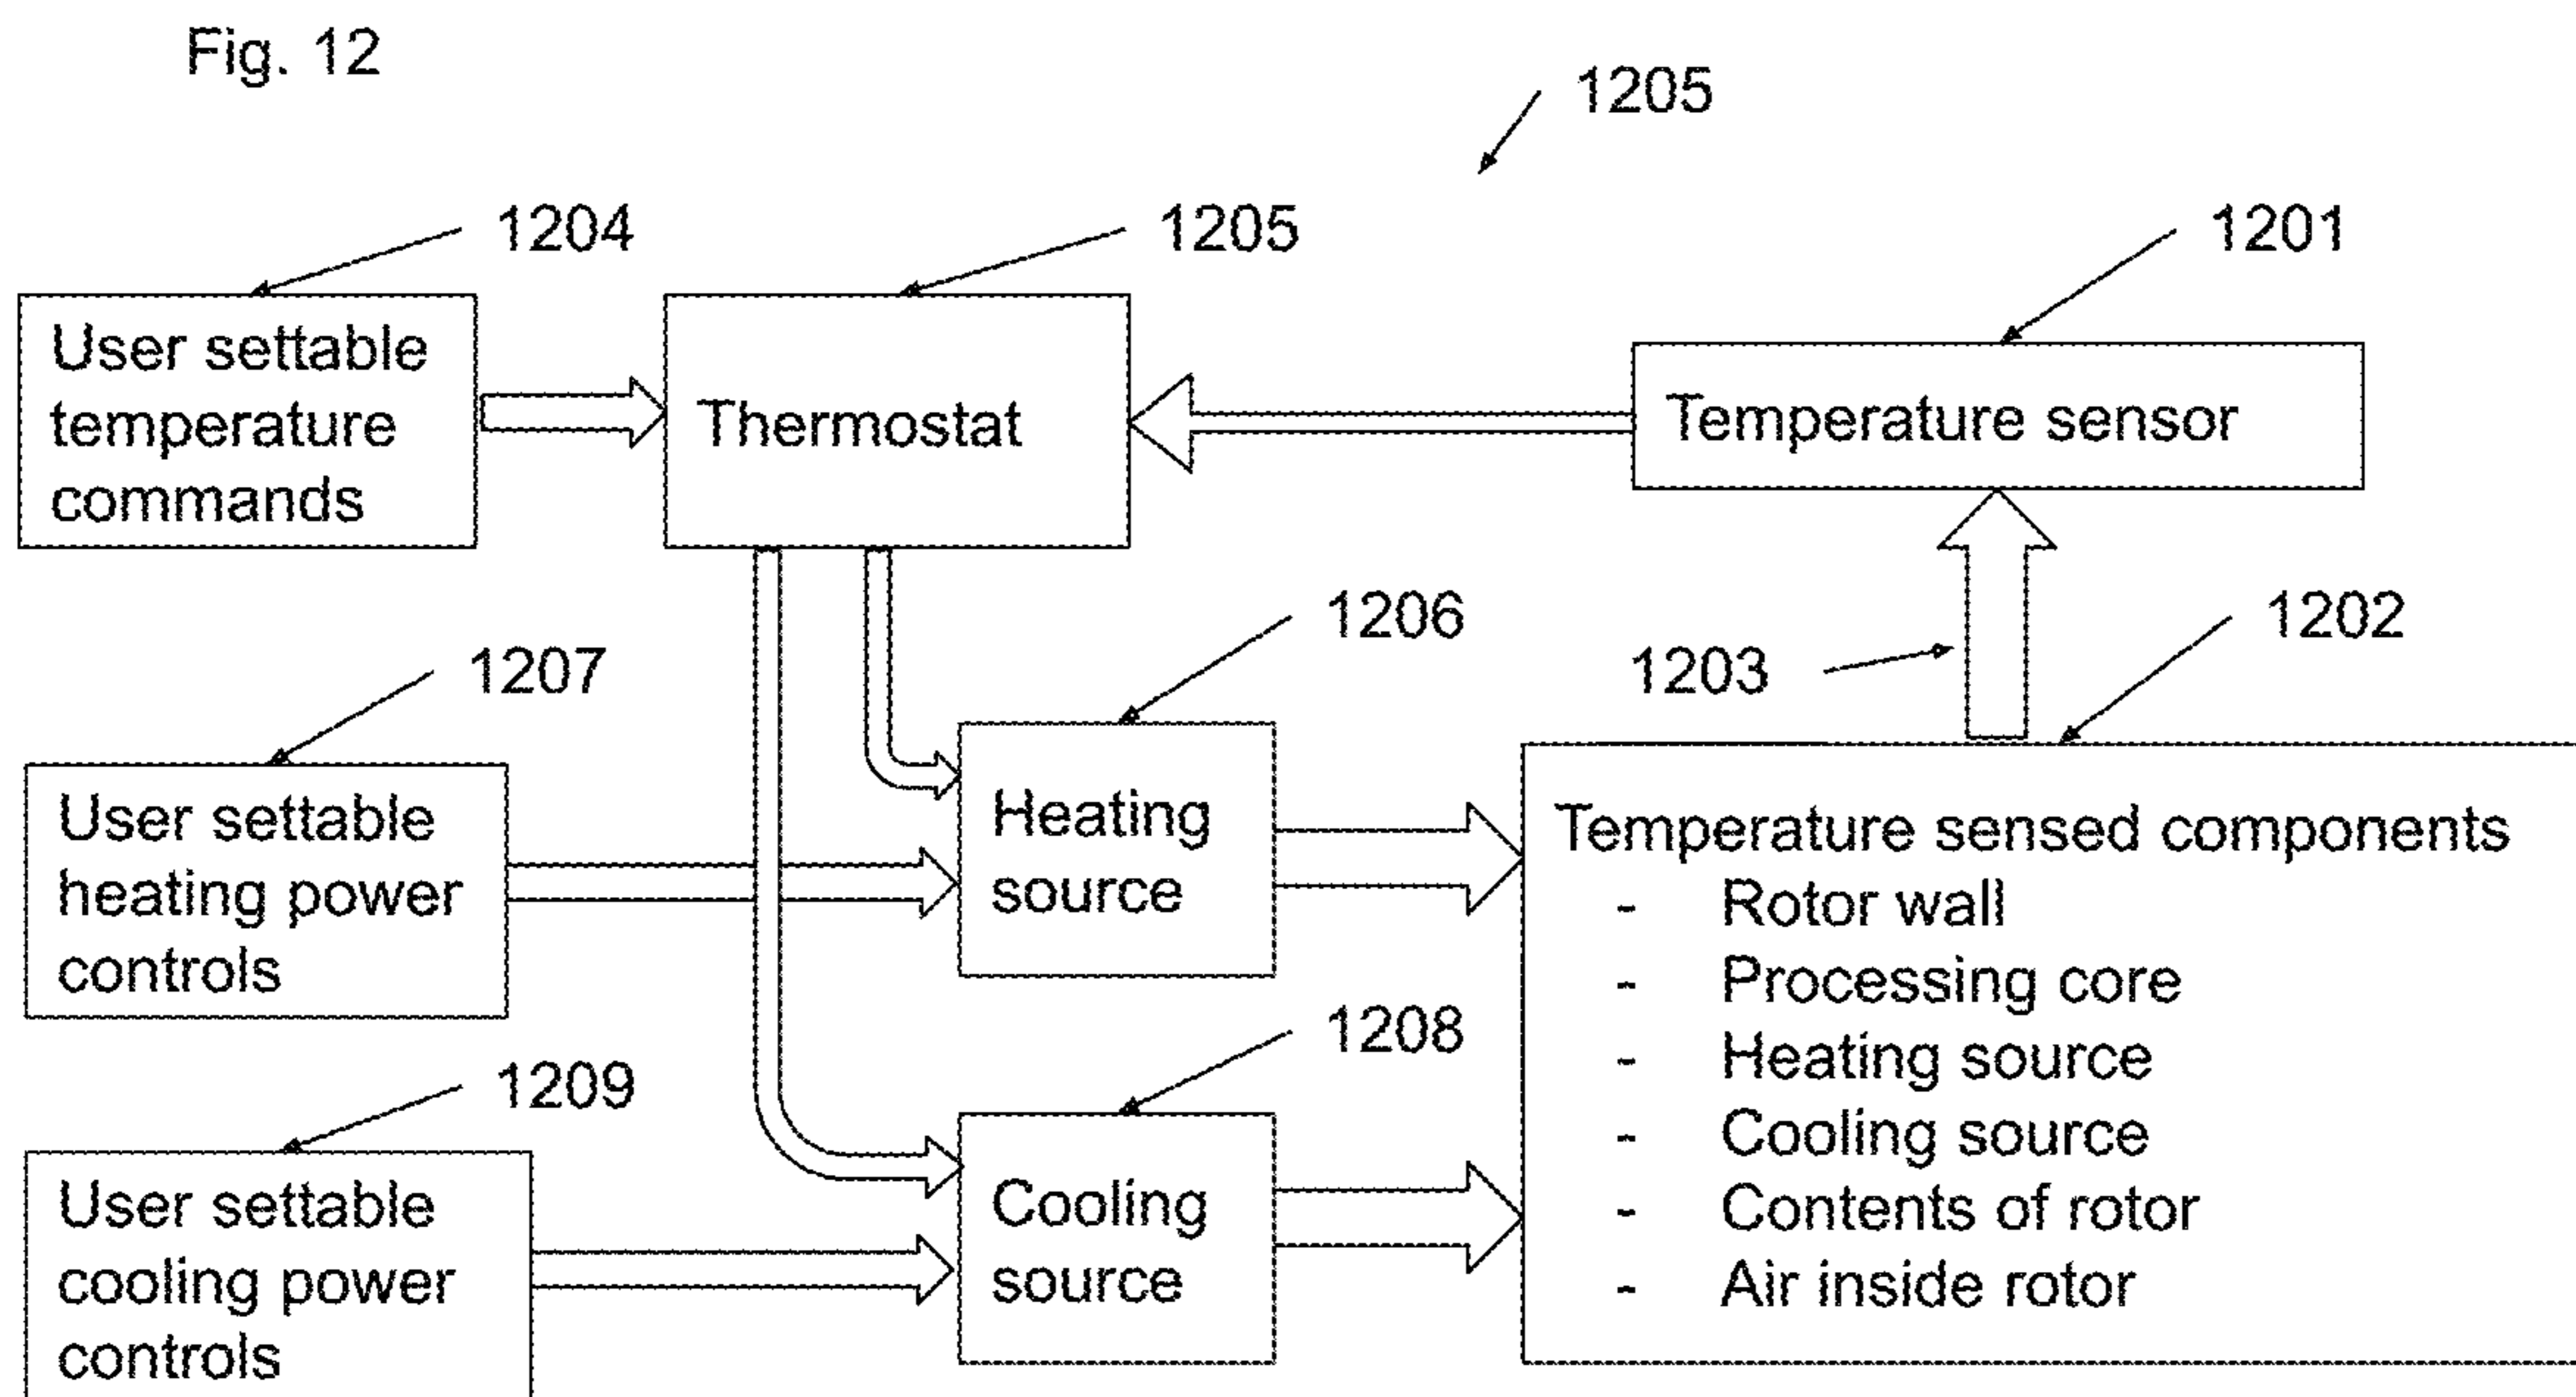 Fig. 12
1205
1204
1205
1201
User settable
temperature
commands
Thermostat
Temperature sensor
1207
1206
1203
1202
User settable
heating power
controls
Heating
source
Temperature sensed components
- Rotor wall
- Processing core
- Heating source
- Cooling source
- Contents of rotor
- Air inside rotor
1209
1208
User settable
cooling power
controls
Cooling
source